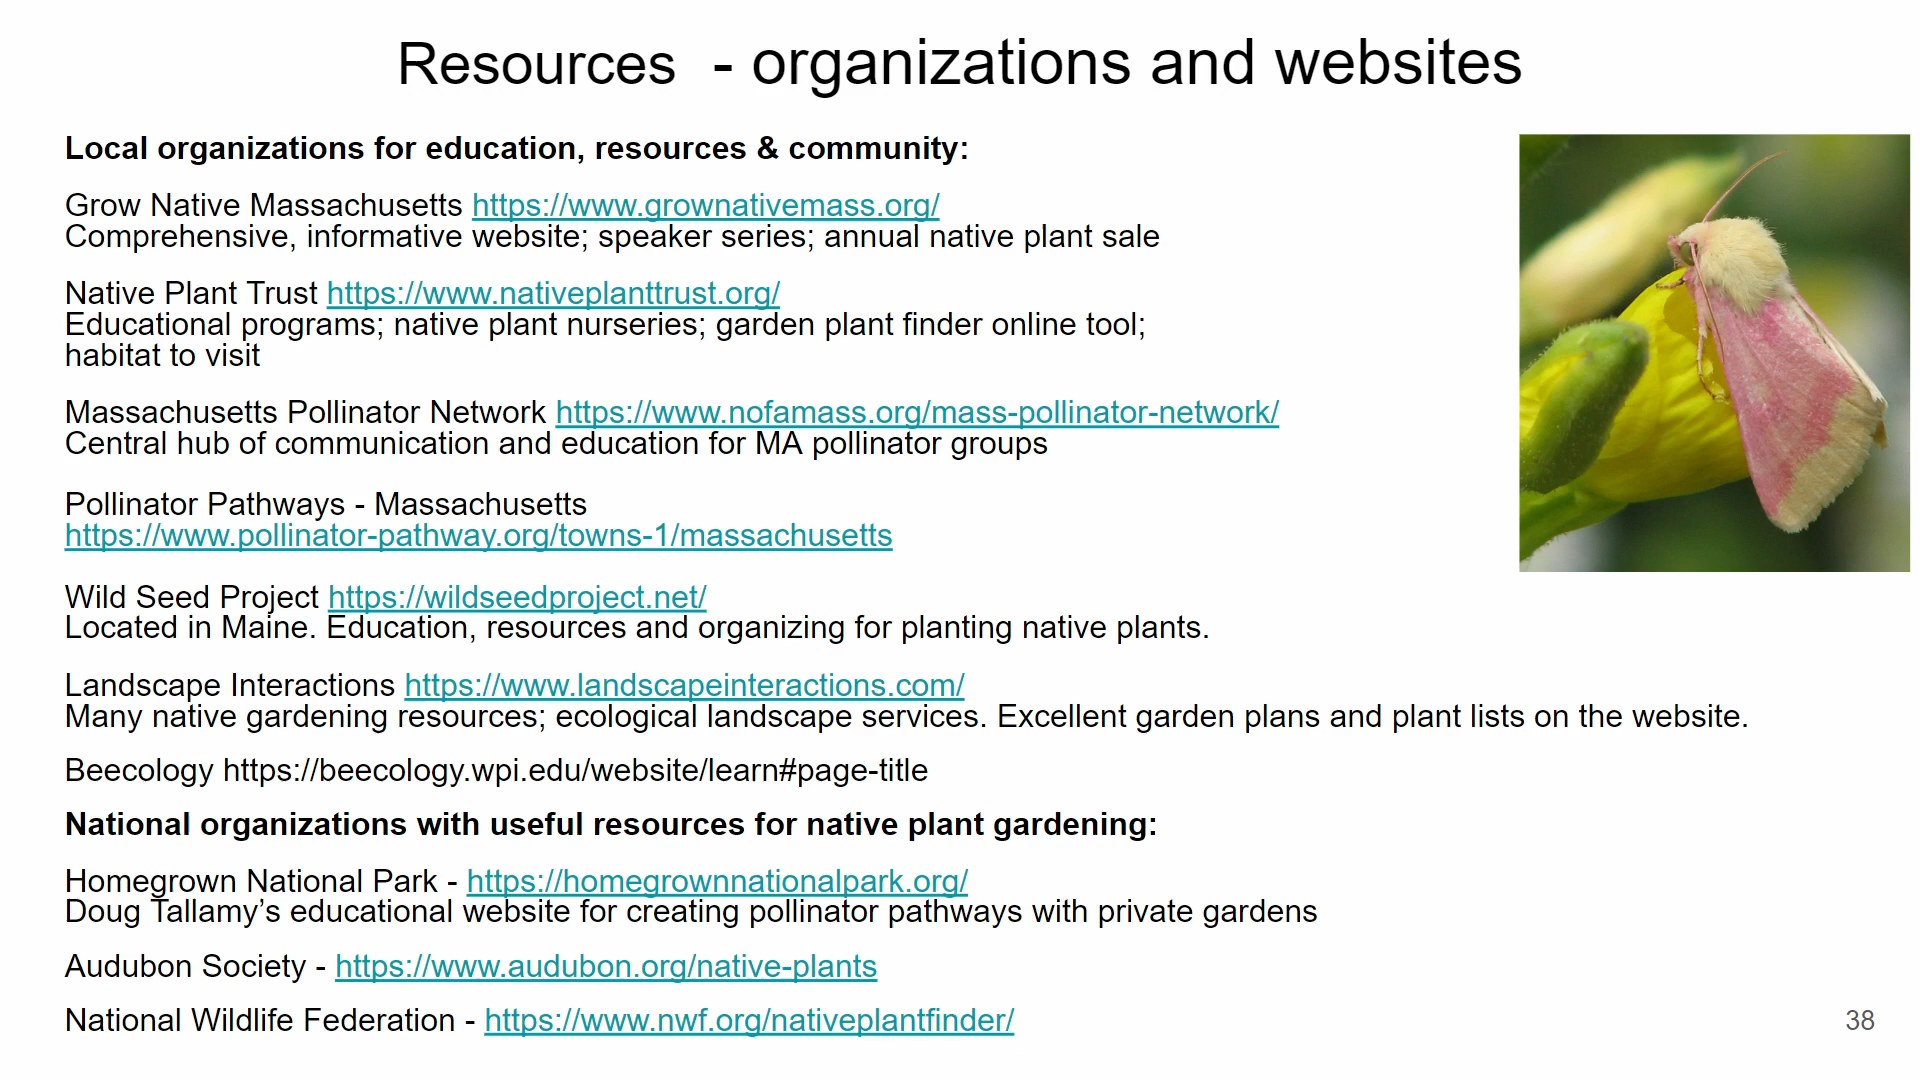 Resources - organizations and websites
Local organizations for education, resources & community:
Grow Native Massachusetts https://www.grownativemass.org/
Comprehensive, informative website; speaker series; annual native plant sale
Native Plant Trust https://www.nativeplanttrust.org/
Educational programs; native plant nurseries; garden plant finder online tool;
habitat to visit
Massachusetts Pollinator Network https://www.nofamass.org/mass-pollinator-network/
Central hub of communication and education for MA pollinator groups
Pollinator Pathways - Massachusetts
https://www.pollinator-pathway.org/towns-1/massachusetts
Wild Seed Project https://wildseedproject.net/
Located in Maine. Education, resources and organizing for planting native plants.
Landscape Interactions https://www.landscapeinteractions.com/
Many native gardening resources; ecological landscape services. Excellent garden plans and plant lists on the website.
Beecology https://beecology.wpi.edu/website/learn#page-title
National organizations with useful resources for native plant gardening:
Homegrown National Park - https://homegrownnationalpark.org/
Doug Tallamy’s educational website for creating pollinator pathways with private gardens
Audubon Society - https://www.audubon.org/native-plants
National Wildlife Federation - https://www.nwf.org/nativeplantfinder/
38